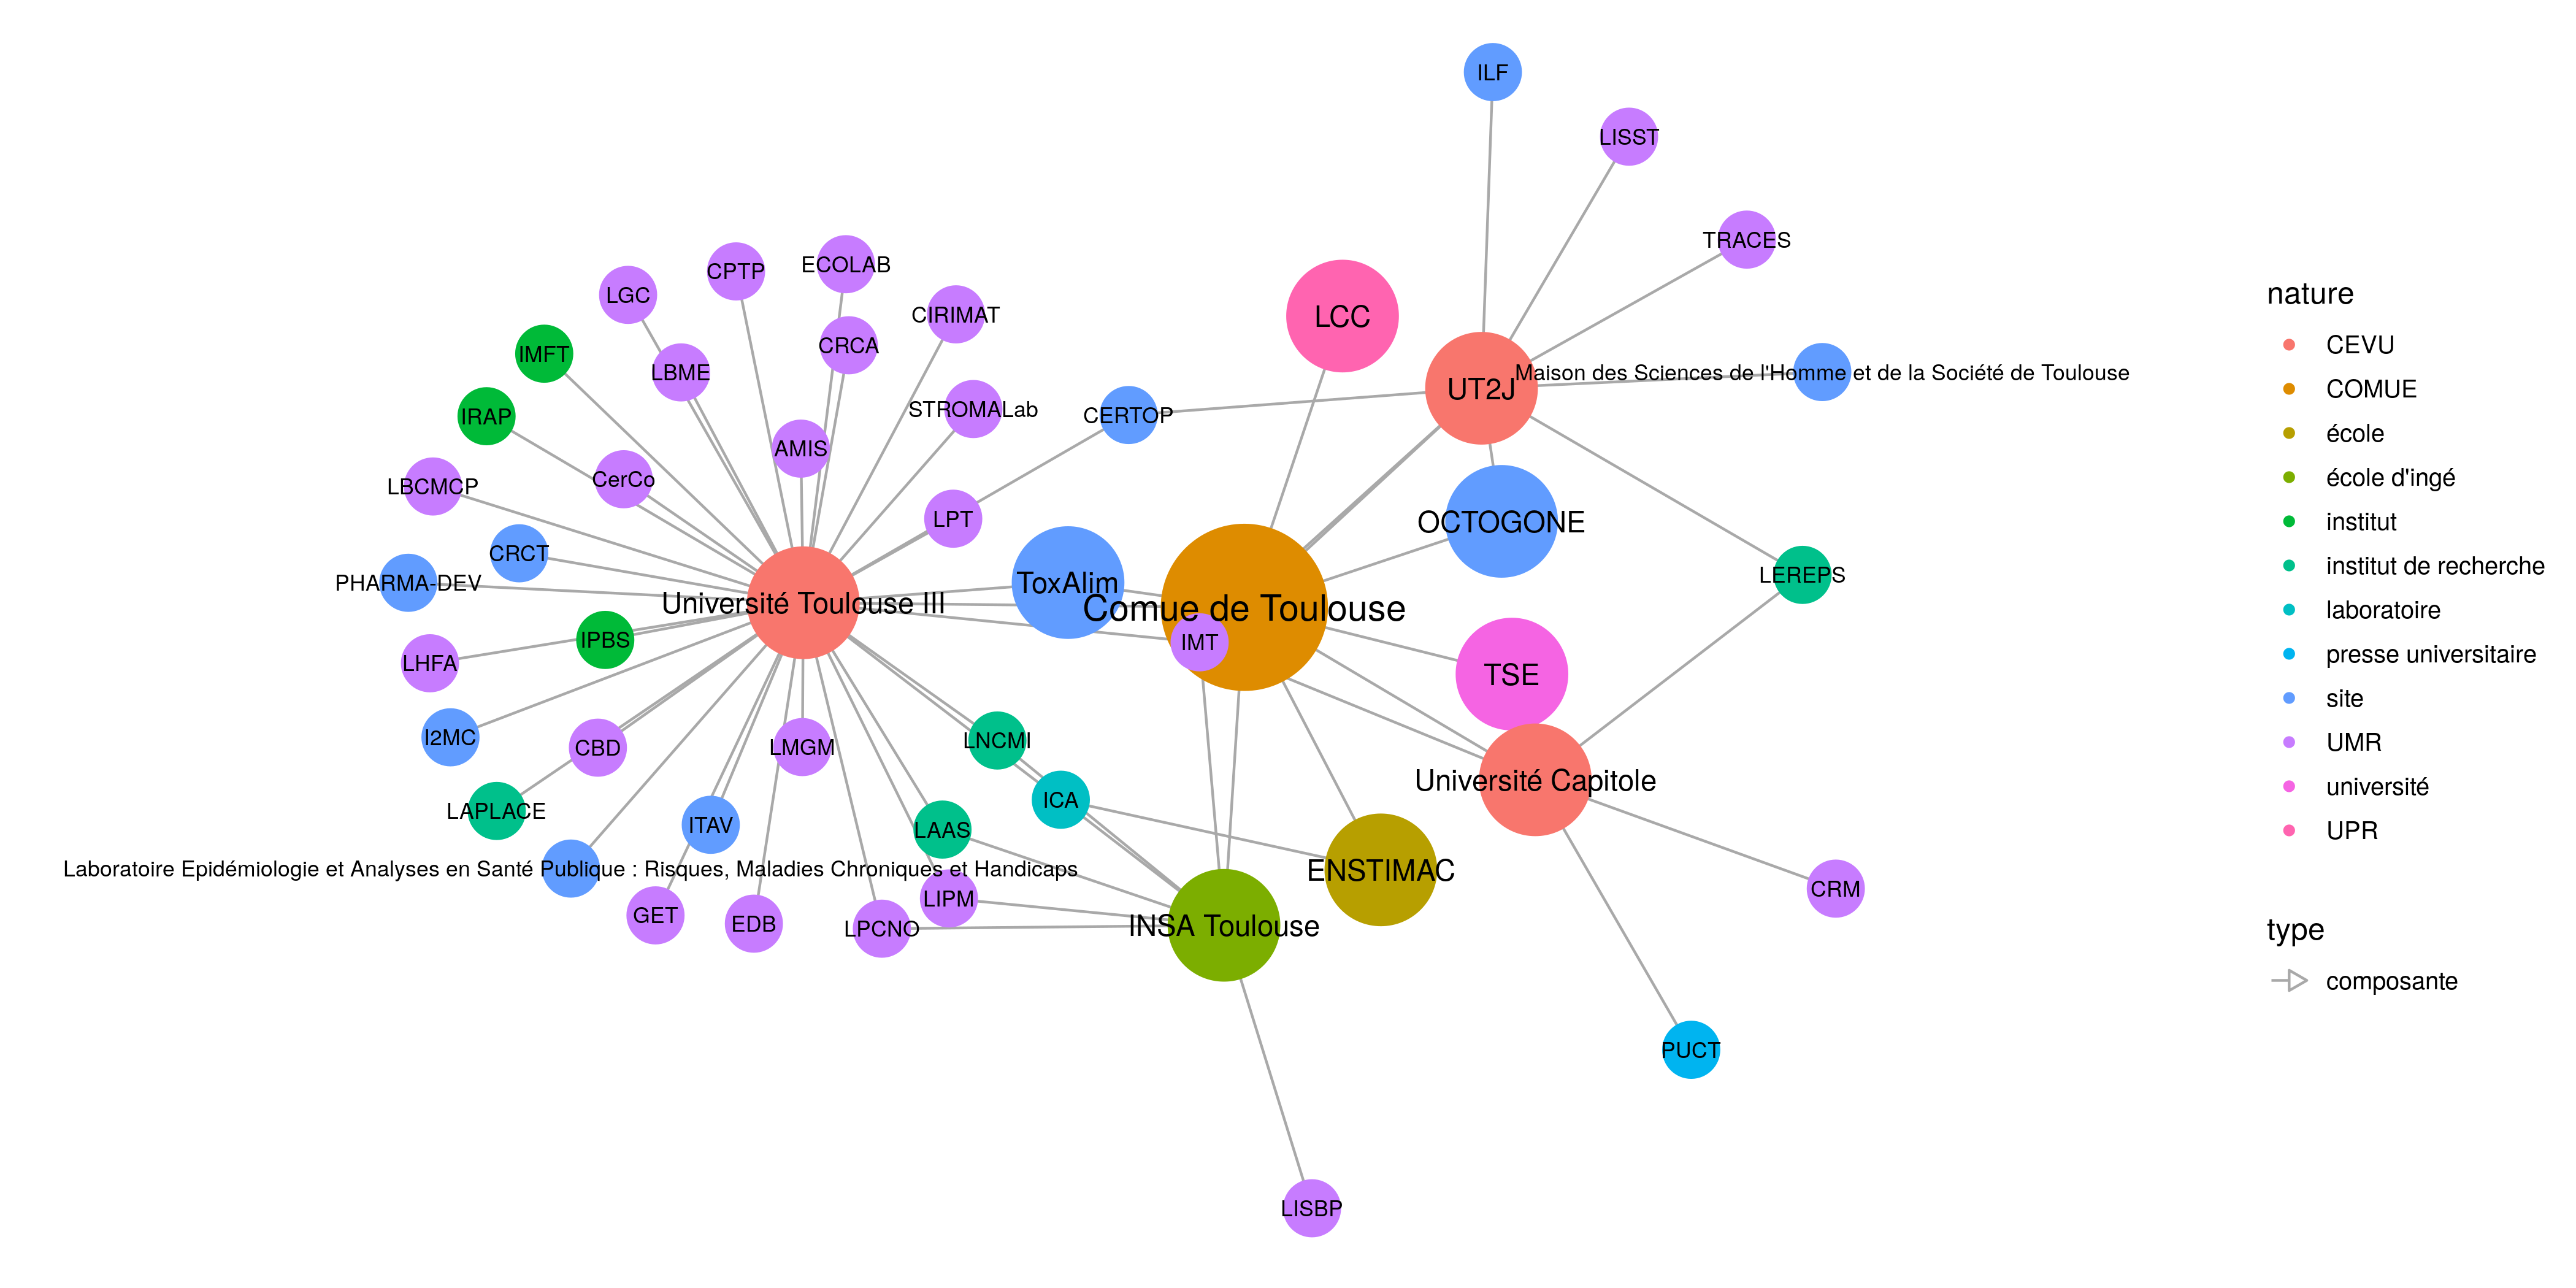 ILF
LISST
TRACES
ECOLAB
CPTP
LGC
CIRIMAT
LCC
CRCA
IMFT
LBME
Maison des Sciences de l'Homme et de la Société de Toulouse
UT2J
STROMALab
CERTOP
IRAP
AMIS
CerCo
LBCMCP
LPT
OCTOGONE
CRCT
LEREPS
PHARMA-DEV
ToxAlim
Université Toulouse III
Comue de Toulouse
IPBS
IMT
LHFA
TSE
I2MC
LNCMI
CBD
LMGM
Université Capitole
ICA
LAPLACE
ITAV
LAAS
Laboratoire Epidémiologie et Analyses en Santé Publique : Risques, Maladies Chroniques et Handicaps
ENSTIMAC
CRM
LIPM
GET
EDB
LPCNO
INSA Toulouse
PUCT
LISBP
nature
CEVU
COMUE
école
école d'ingé
institut
institut de recherche
laboratoire
presse universitaire
site
UMR
université
UPR
type
composante